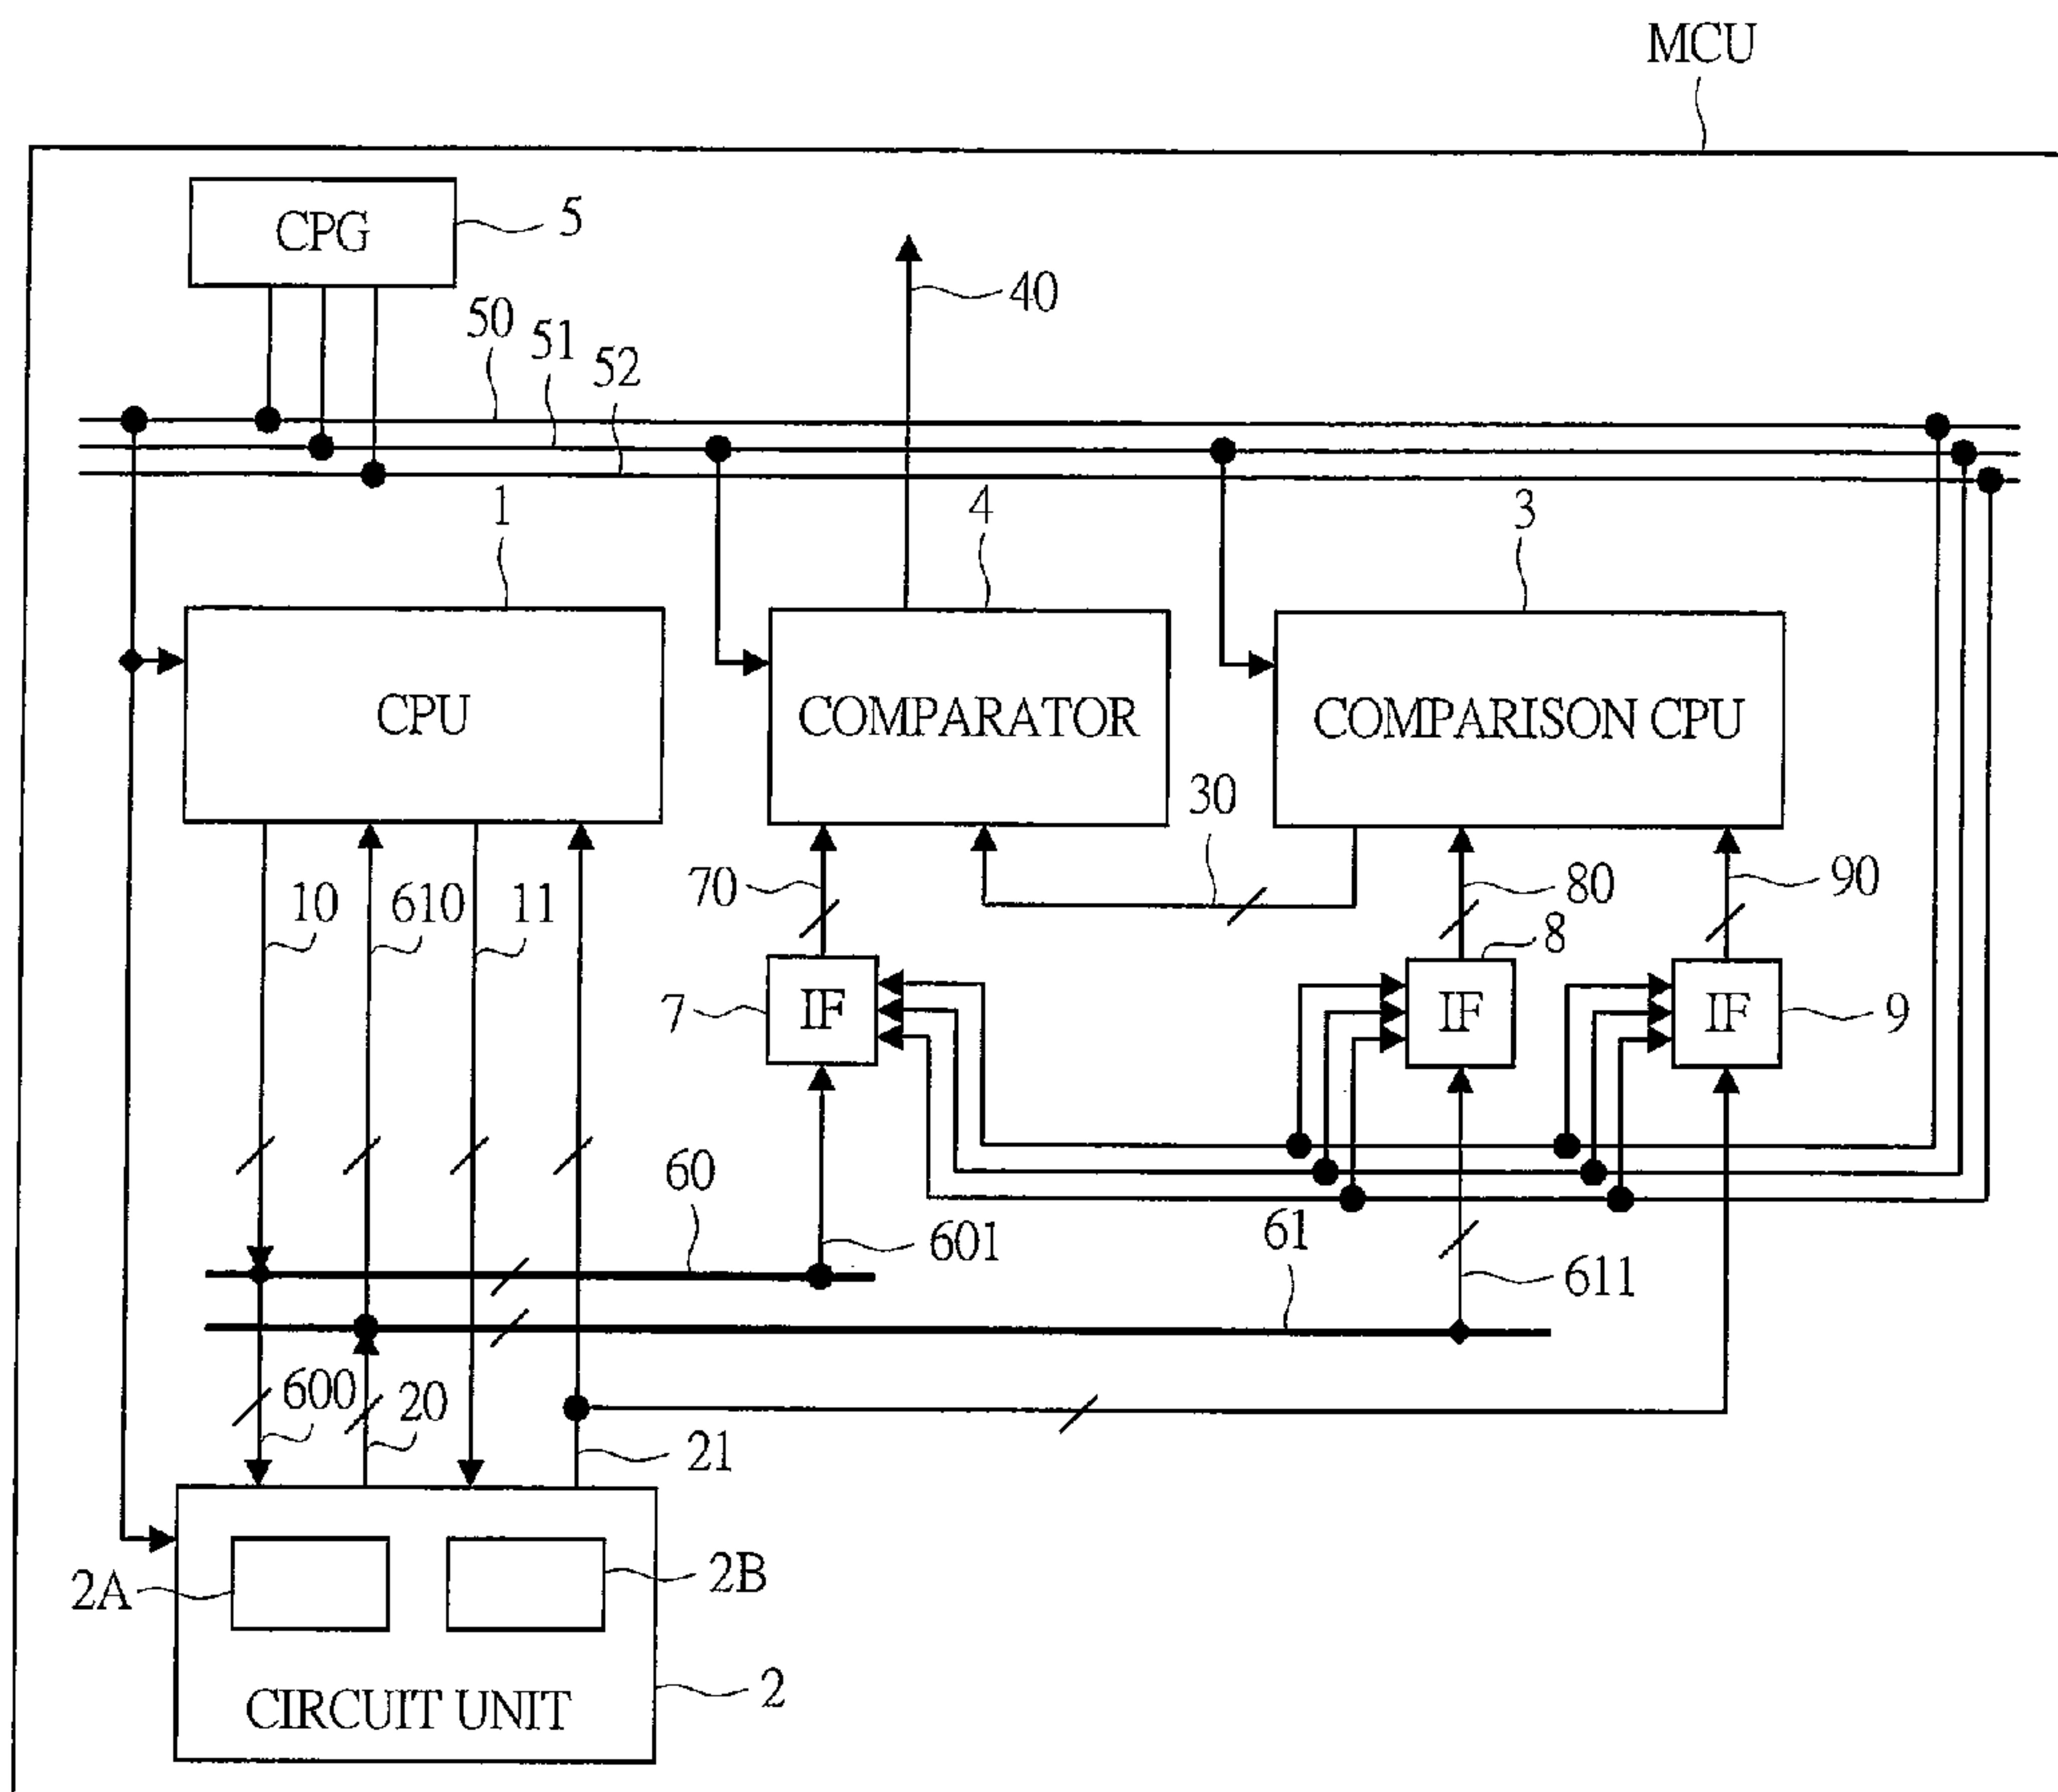 MCU
CPG
5
40
50
51
52
1
4
3
CPU
COMPARATOR
COMPARISON CPU
30
10
610
11
70
80
90
8
7
IF
IF
IF
9
60
601
61
611
600
20
21
2A
2B
CIRCUIT UNIT
2